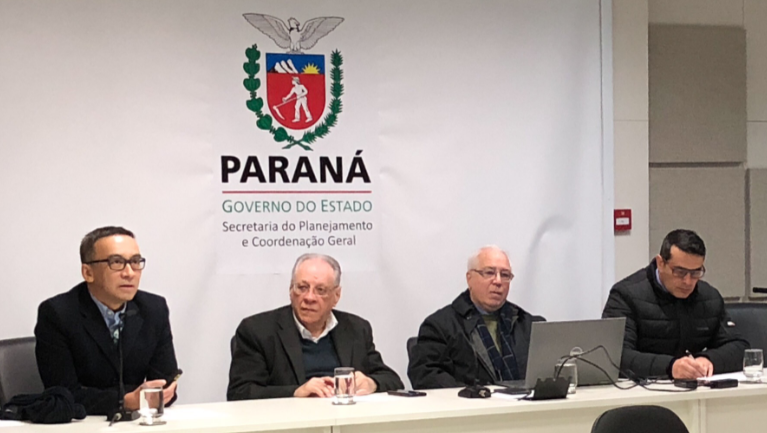 PARANÁ
GOVERNO DO ESTADO
Secretaria do Planejamento
e Coordenação Geral